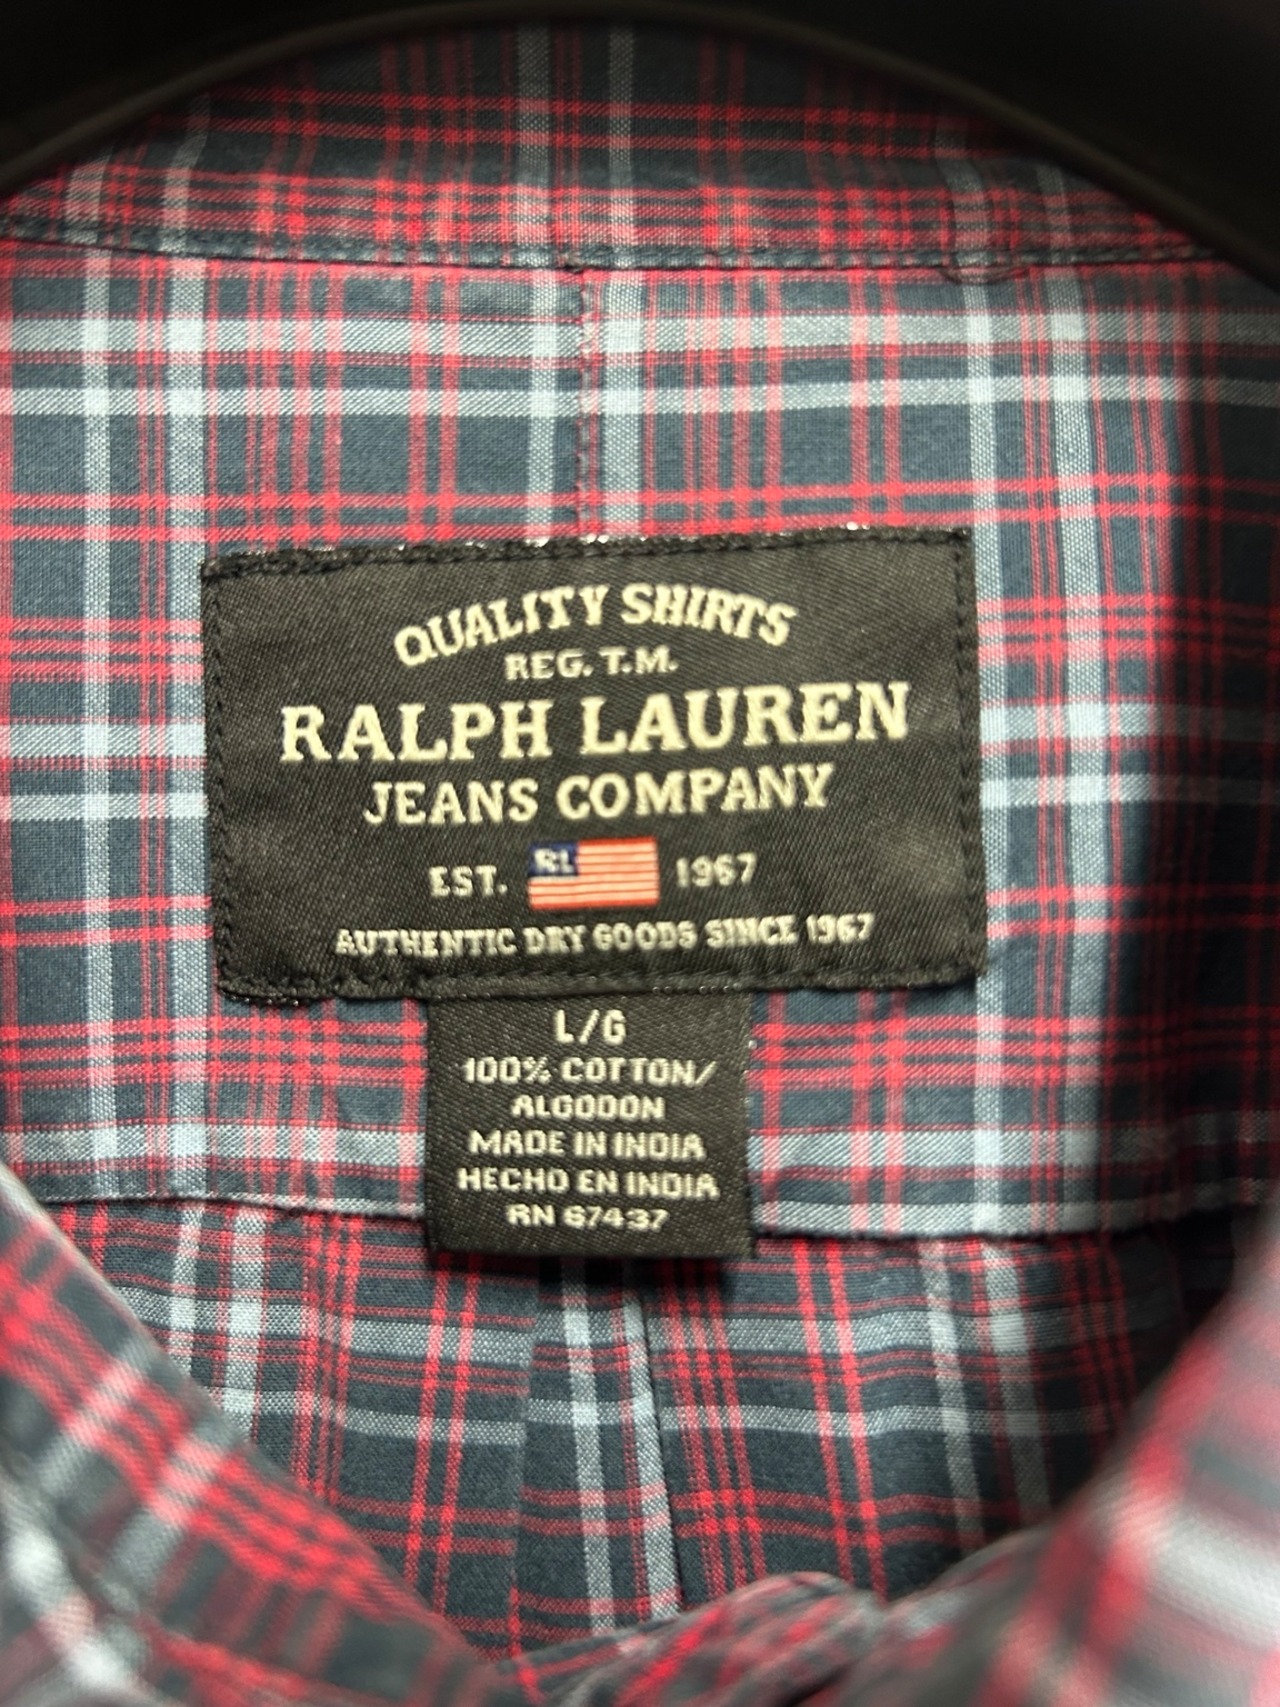 QUALITY SHIRTS
REG. T.M.
RALPH LAUREN
JEANS COMPANY
EST. RL 1967
AUTHENTIC DRY GOODS SINCE 1967
L/G
100% COTTON/
ALGODON
MADE IN INDIA
HECHO EN INDIA
RN 67437